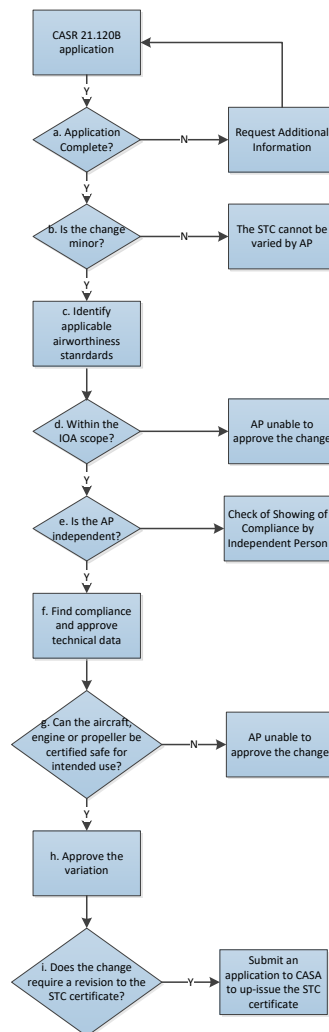 CASR 21.120B
application
Y
a. Application
Complete?
N
Request Additional
Information
Y
b. Is the change
minor?
N
The STC cannot be
varied by AP
Y
c. Identify
applicable
airworthiness
stanrdards
d. Within the
IOA scope?
AP unable to
approve the change
Y
e. Is the AP
independent?
Check of Showing of
Compliance by
Independent Person
Y
f. Find compliance
and approve
technical data
g. Can the aircraft,
engine or propeller be
certified safe for
intended use?
N
AP unable to
approve the change
Y
h. Approve the
variation
i. Does the change
require a revision to the
STC certificate?
Y
Submit an
application to CASA
to up-issue the STC
certificate